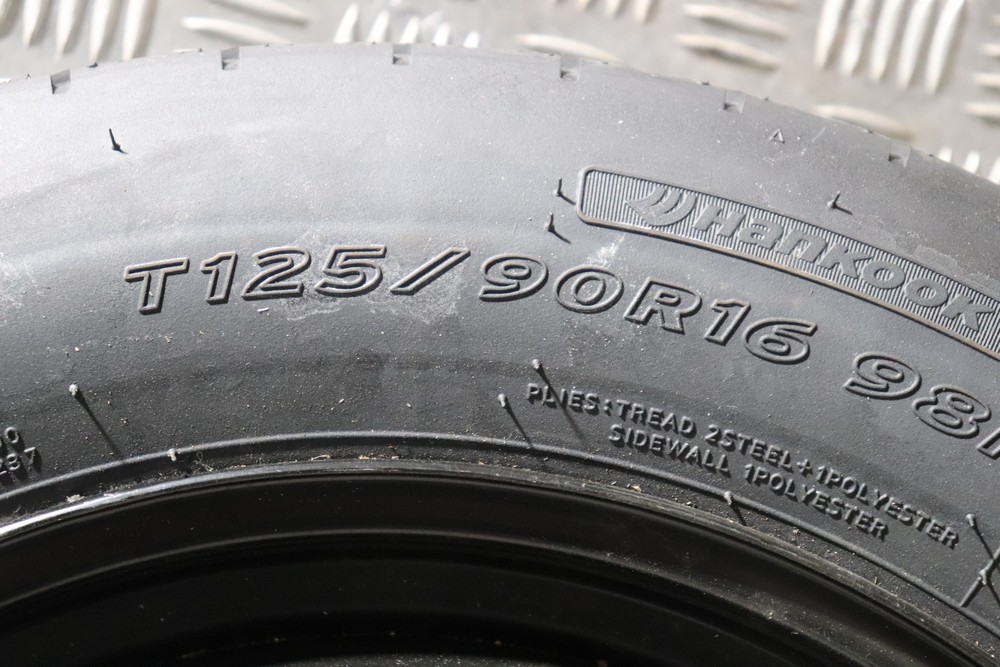 Hankook
T125/90R16 98
PLIES:TREAD 2STEEL+1POLYESTER
SIDEWALL 1POLYESTER